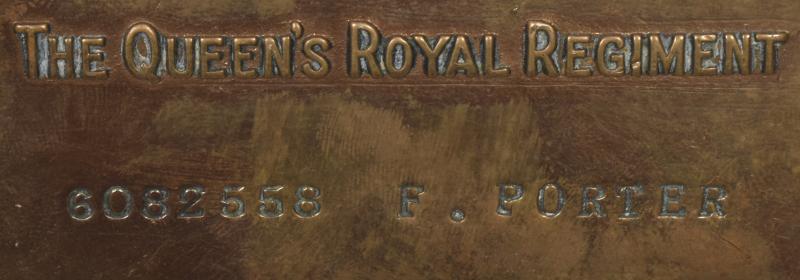 THE QUEEN'S ROYAL REGIMENT
6082558 F. PORTER